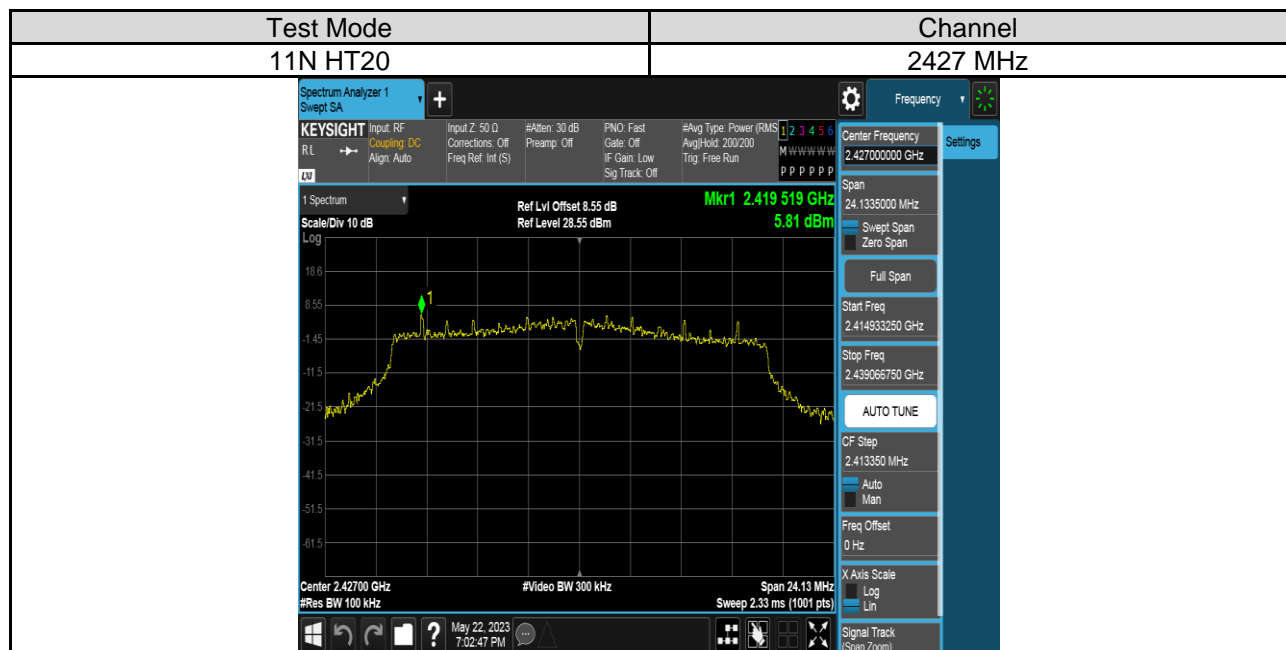 Test Mode Channel
11N HT20 2427 MHz
Spectrum Analyzer 1
Swept SA
Frequency
Settings
KEYSIGHT Input: RF Input Z: 50 Ω #Atten: 30 dB PNO: Fast #Avg Type: Power (RMS 1 2 3 4 5 6
RL Coupling: DC Corrections: Off Preamp: Off Gate: Off Avg|Hold: 200/200 M W W W W W
Align: Auto Freq Ref: Int (S) IF Gain: Low Trig: Free Run
LXI Sig Track: Off P P P P P P
1 Spectrum
Scale/Div 10 dB
Ref Lvl Offset 8.55 dB
Ref Level 28.55 dBm
Mkr1 2.419 519 GHz
5.81 dBm
Log
18.6
8.55
1
-1.45
-11.5
-21.5
-31.5
-41.5
-51.5
-61.5
Center 2.42700 GHz #Video BW 300 kHz Span 24.13 MHz
#Res BW 100 kHz Sweep 2.33 ms (1001 pts)
Center Frequency
2.427000000 GHz
Span
24.1335000 MHz
Swept Span
Zero Span
Full Span
Start Freq
2.414933250 GHz
Stop Freq
2.439066750 GHz
AUTO TUNE
CF Step
2.413350 MHz
Auto
Man
Freq Offset
0 Hz
X Axis Scale
Log
Lin
Signal Track
(Span Zoom)
?
May 22, 2023
7:02:47 PM